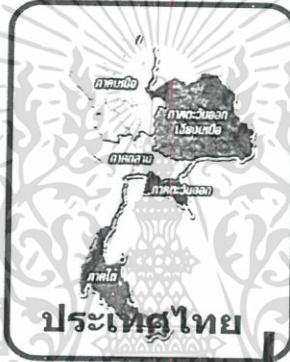 ภาคเหนือ
ภาคตะวันออก
เฉียงเหนือ
ภาคกลาง
ภาคตะวันออก
ภาคใต้
ประเทศไทย